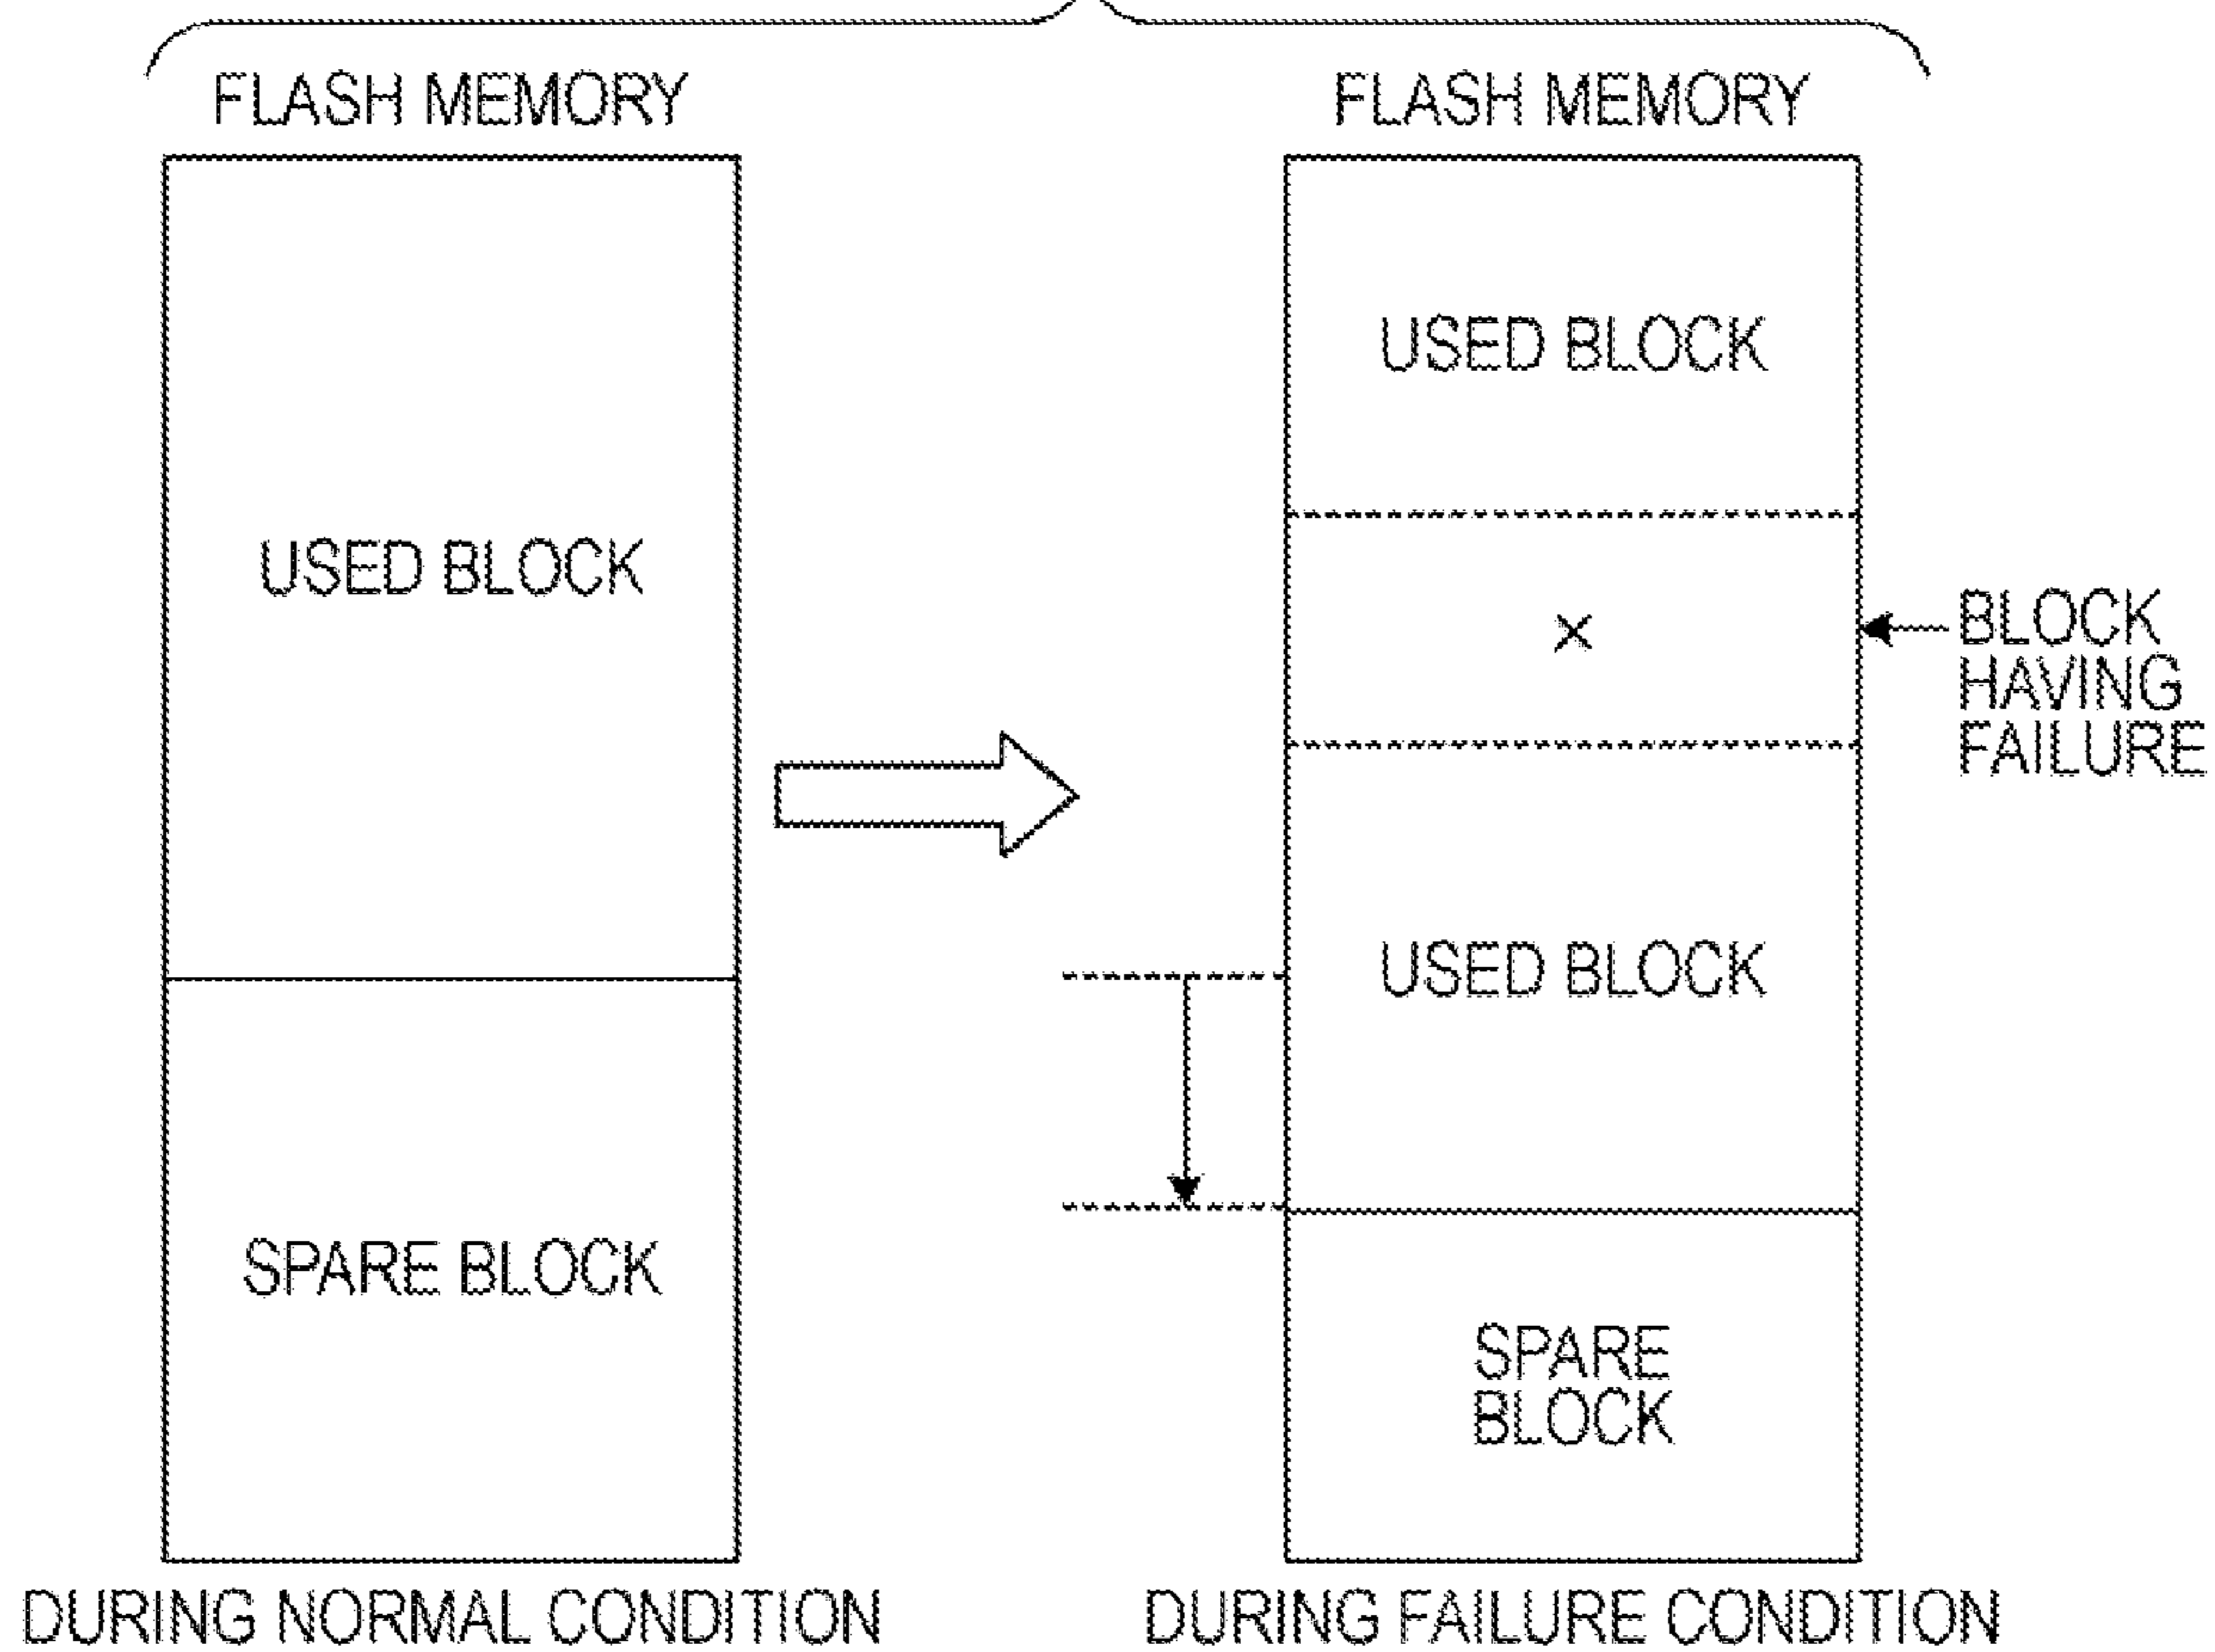 FLASH MEMORY
USED BLOCK
SPARE BLOCK
DURING NORMAL CONDITION
FLASH MEMORY
USED BLOCK
×
BLOCK
HAVING
FAILURE
USED BLOCK
SPARE
BLOCK
DURING FAILURE CONDITION